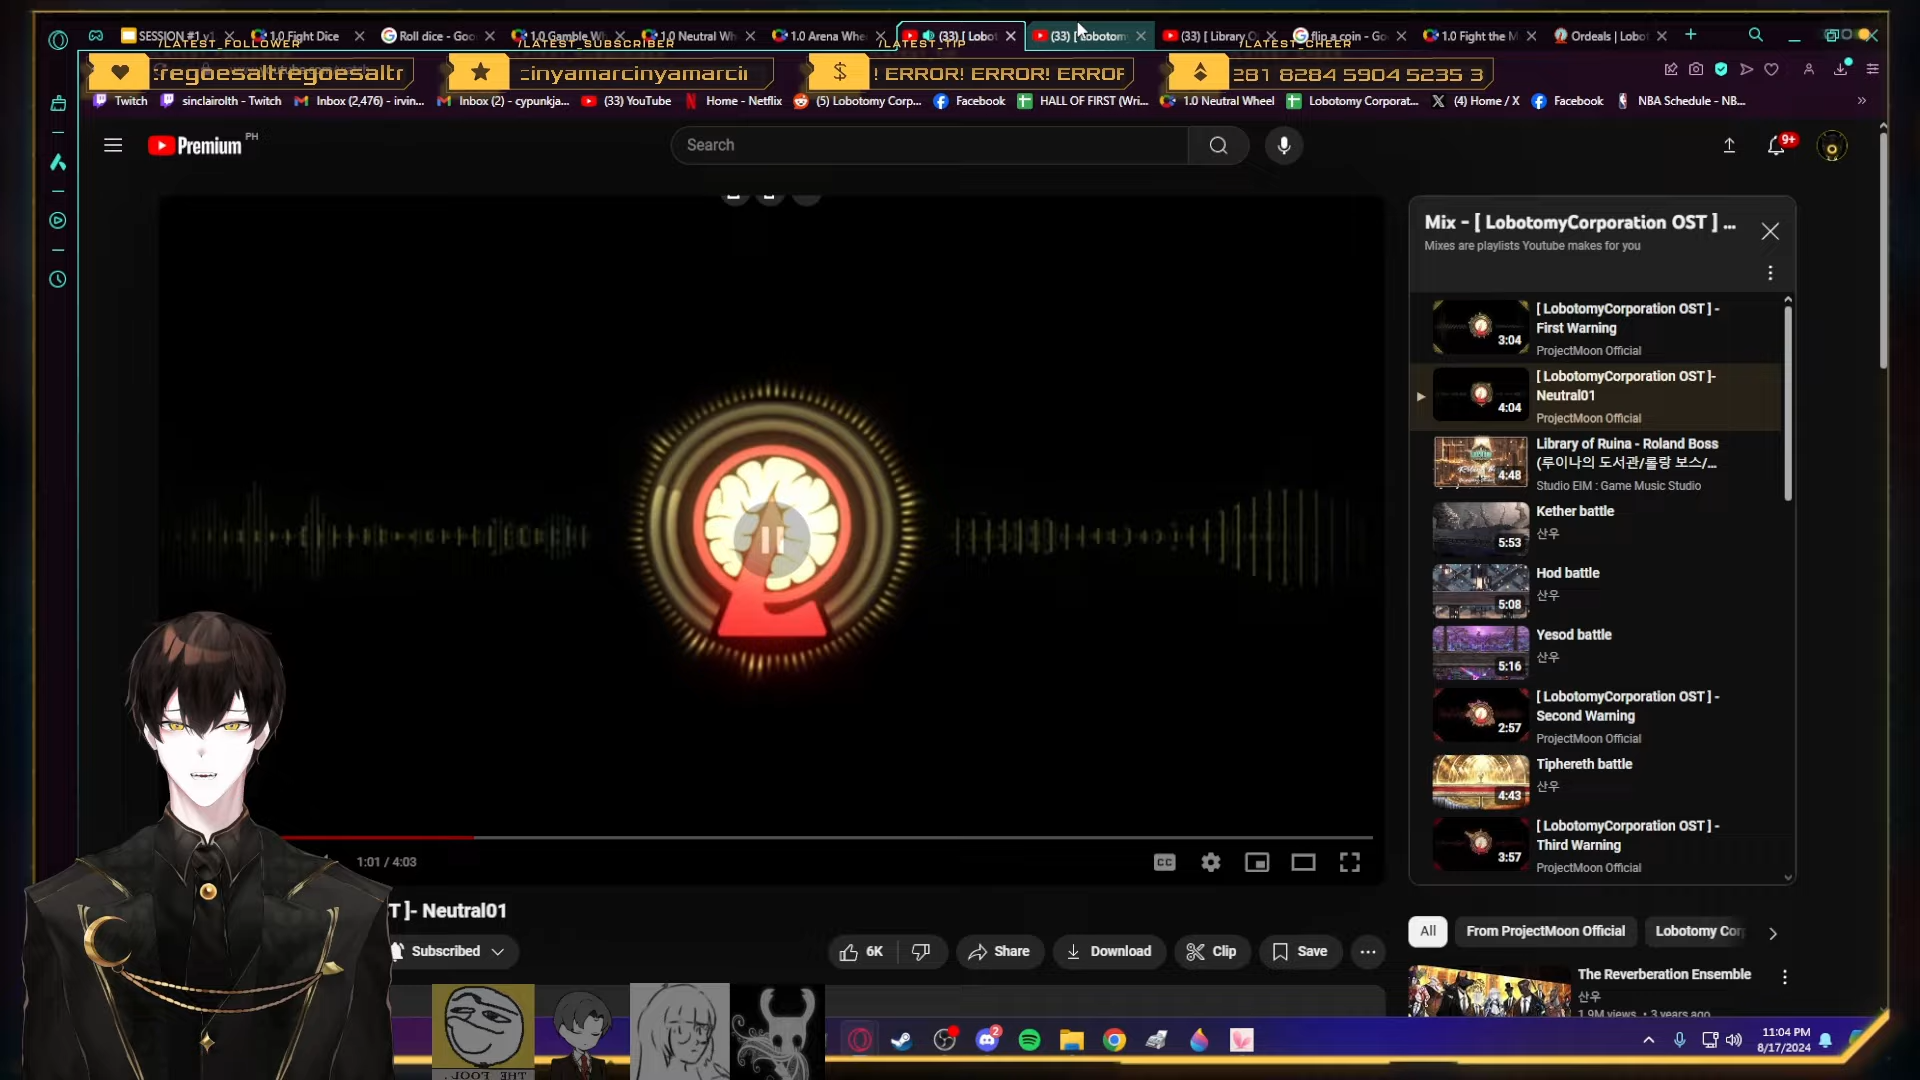 SESSION #1 v1
1.0 Fight Dice
Roll dice - Goo
1.0 Gamble W
1.0 Neutral Wh
1.0 Arena Whe
(33) [ Lobot
(33) [ Lobotom
(33) [ Library
flip a coin - Go
1.0 Fight the M
Ordeals | Lobot
/LATEST_FOLLOWER
/LATEST_SUBSCRIBER
/LATEST_TIP
/LATEST_CHEER
:regoesaltregoesaltr
:inyamarcinyamarcii
! ERROR! ERROR! ERROR
281 8284 5904 5235 3
Twitch
sinclairolth - Twitch
Inbox (2,476) - irvin...
Inbox (2) - cypunkja...
(33) YouTube
Home - Netflix
(5) Lobotomy Corp...
Facebook
HALL OF FIRST (Wri...
1.0 Neutral Wheel
Lobotomy Corporat...
(4) Home / X
Facebook
NBA Schedule - NB...
Premium PH
Search
9+
Mix - [ LobotomyCorporation OST ] ...
Mixes are playlists Youtube makes for you
[ LobotomyCorporation OST ] -
First Warning
3:04
ProjectMoon Official
[ LobotomyCorporation OST ]-
Neutral01
4:04
ProjectMoon Official
Library of Ruina - Roland Boss
(루이나의 도서관/롤랑 보스/...
4:48
Studio EIM : Game Music Studio
Kether battle
산우
5:53
Hod battle
산우
5:08
Yesod battle
산우
5:16
[ LobotomyCorporation OST ] -
Second Warning
2:57
ProjectMoon Official
Tiphereth battle
산우
4:43
[ LobotomyCorporation OST ] -
Third Warning
3:57
ProjectMoon Official
1:01 / 4:03
CC
T ]- Neutral01
Subscribed
6K
Share
Download
Clip
Save
All
From ProjectMoon Official
Lobotomy Corp
The Reverberation Ensemble
산우
1.9M views • 3 years ago
THE FOOL.
2
11:04 PM
8/17/2024